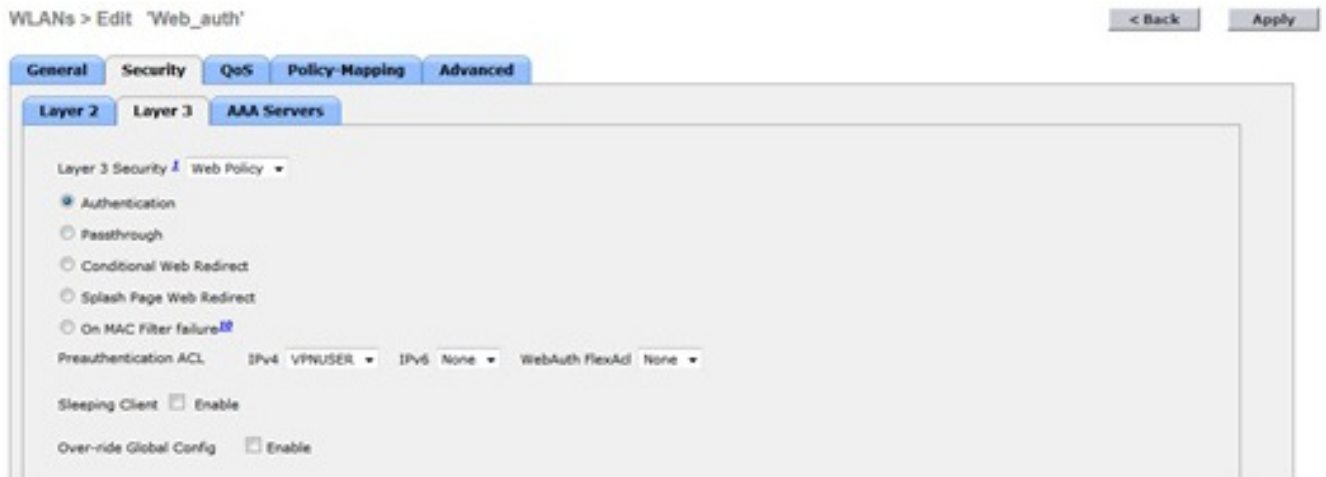 WLANs > Edit 'Web_auth'
< Back
Apply
General
Security
QoS
Policy-Mapping
Advanced
Layer 2
Layer 3
AAA Servers
Layer 3 Security 1 Web Policy
Authentication
Passthrough
Conditional Web Redirect
Splash Page Web Redirect
On MAC Filter failure10
Preauthentication ACL IPv4 VPNUSER IPv6 None WebAuth FlexAcl None
Sleeping Client Enable
Over-ride Global Config Enable